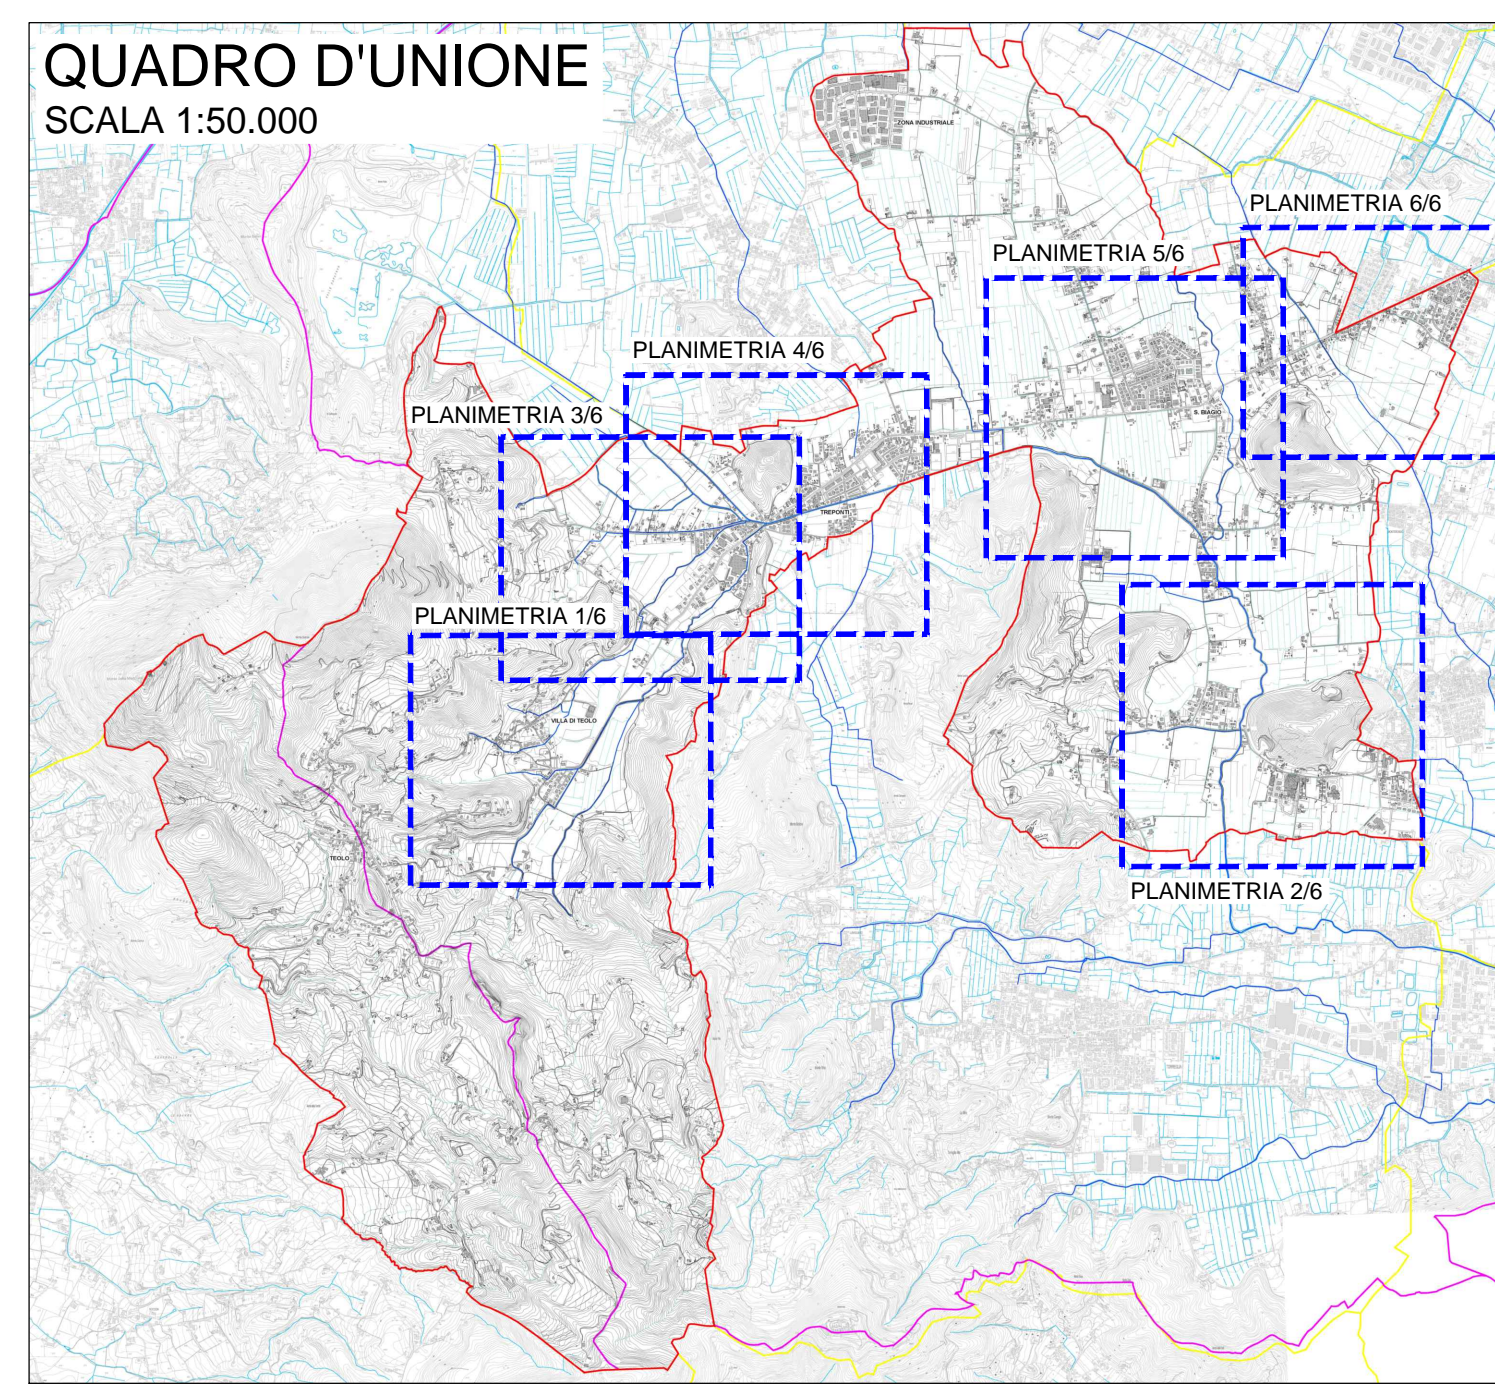 QUADRO D'UNIONE
SCALA 1:50.000
ZONA INDUSTRIALE
PLANIMETRIA 6/6
PLANIMETRIA 5/6
PLANIMETRIA 4/6
PLANIMETRIA 3/6
S. BIAGIO
TREPONTI
PLANIMETRIA 1/6
VILLA DI TEOLO
TEOLO
PLANIMETRIA 2/6